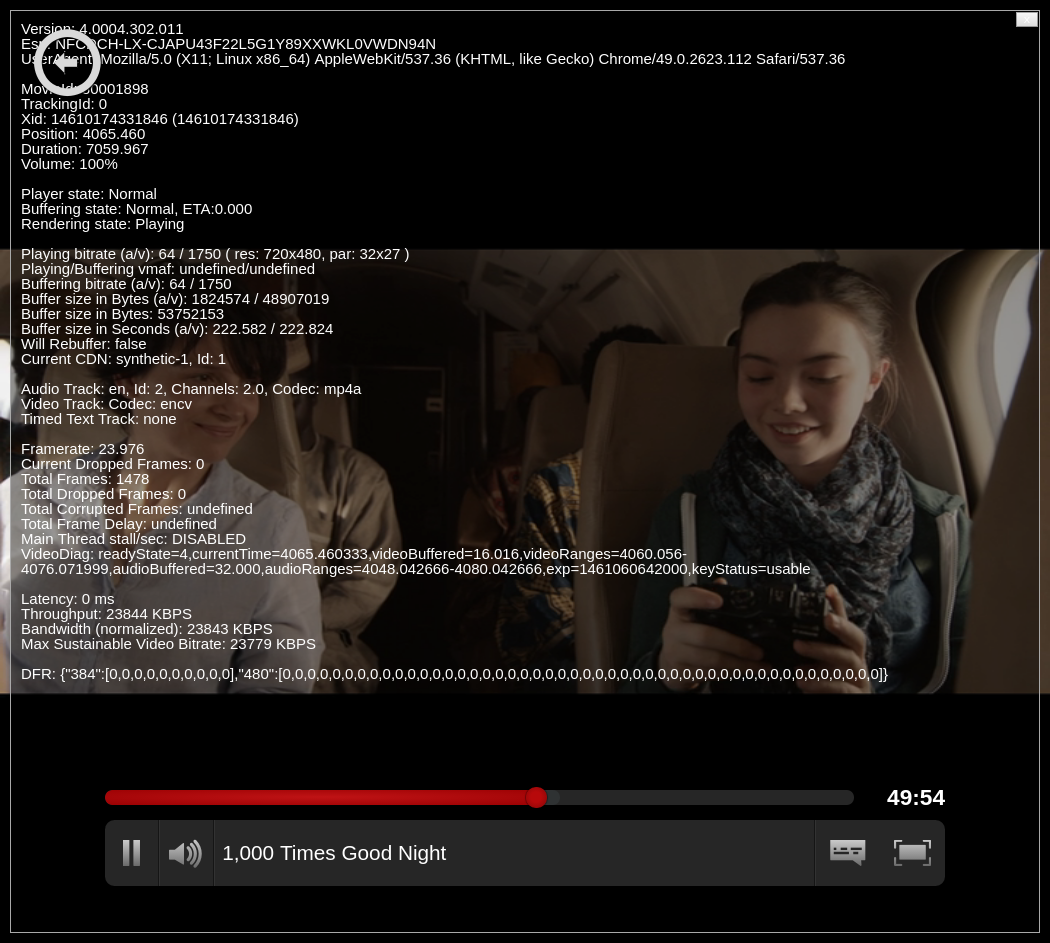 Version: 4.0004.302.011
Esn: NFCDCH-LX-CJAPU43F22L5G1Y89XXWKL0VWDN94N
UserAgent: Mozilla/5.0 (X11; Linux x86_64) AppleWebKit/537.36 (KHTML, like Gecko) Chrome/49.0.2623.112 Safari/537.36
MovieId: 80001898
TrackingId: 0
Xid: 14610174331846 (14610174331846)
Position: 4065.460
Duration: 7059.967
Volume: 100%
Player state: Normal
Buffering state: Normal, ETA:0.000
Rendering state: Playing
Playing bitrate (a/v): 64 / 1750 ( res: 720x480, par: 32x27 )
Playing/Buffering vmaf: undefined/undefined
Buffering bitrate (a/v): 64 / 1750
Buffer size in Bytes (a/v): 1824574 / 48907019
Buffer size in Bytes: 53752153
Buffer size in Seconds (a/v): 222.582 / 222.824
Will Rebuffer: false
Current CDN: synthetic-1, Id: 1
Audio Track: en, Id: 2, Channels: 2.0, Codec: mp4a
Video Track: Codec: encv
Timed Text Track: none
Framerate: 23.976
Current Dropped Frames: 0
Total Frames: 1478
Total Dropped Frames: 0
Total Corrupted Frames: undefined
Total Frame Delay: undefined
Main Thread stall/sec: DISABLED
VideoDiag: readyState=4,currentTime=4065.460333,videoBuffered=16.016,videoRanges=4060.056-
4076.071999,audioBuffered=32.000,audioRanges=4048.042666-4080.042666,exp=1461060642000,keyStatus=usable
Latency: 0 ms
Throughput: 23844 KBPS
Bandwidth (normalized): 23843 KBPS
Max Sustainable Video Bitrate: 23779 KBPS
DFR: {"384":[0,0,0,0,0,0,0,0,0,0],"480":[0,0,0,0,0,0,0,0,0,0,0,0,0,0,0,0,0,0,0,0,0,0,0,0,0,0,0,0,0,0,0,0,0,0,0,0,0,0,0,0,0,0,0,0,0,0,0,0]}
49:54
1,000 Times Good Night